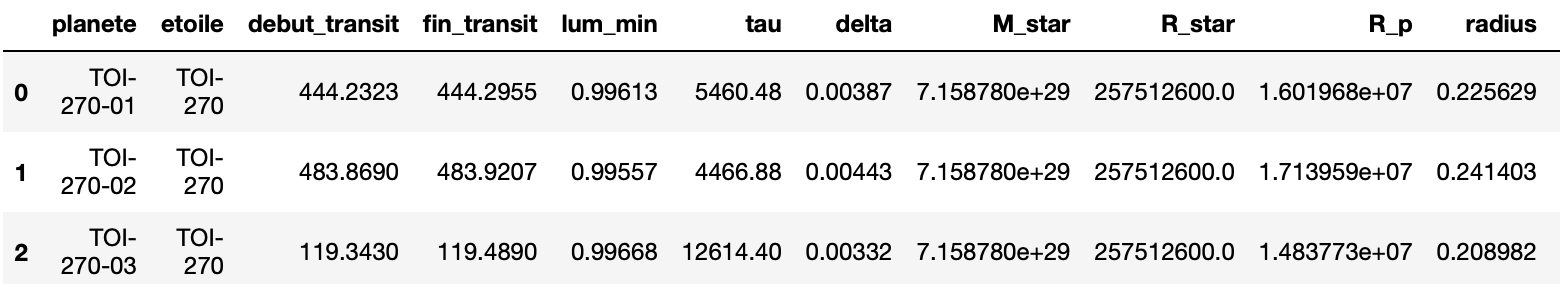 planete etoile debut_transit fin_transit lum_min tau delta M_star R_star R_p radius
0 TOI-270-01 TOI-270 444.2323 444.2955 0.99613 5460.48 0.00387 7.158780e+29 257512600.0 1.601968e+07 0.225629
1 TOI-270-02 TOI-270 483.8690 483.9207 0.99557 4466.88 0.00443 7.158780e+29 257512600.0 1.713959e+07 0.241403
2 TOI-270-03 TOI-270 119.3430 119.4890 0.99668 12614.40 0.00332 7.158780e+29 257512600.0 1.483773e+07 0.208982